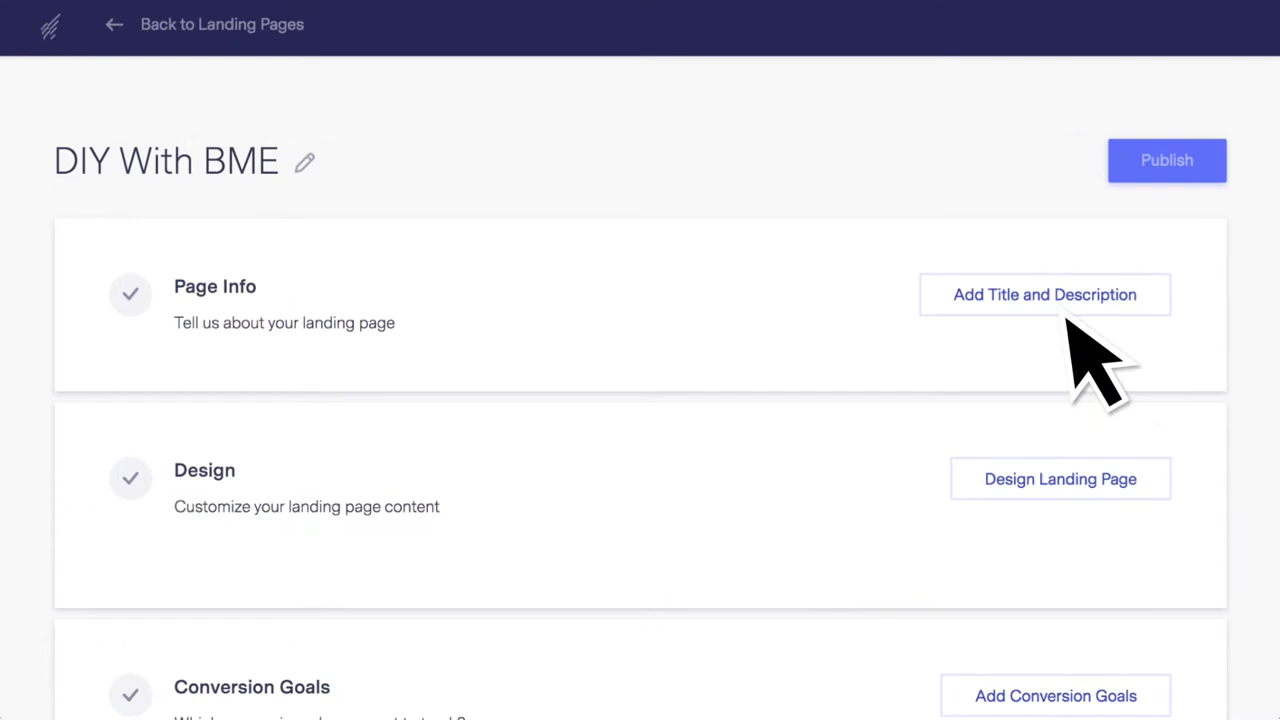 Back to Landing Pages
DIY With BME
Publish
Page Info
Add Title and Description
Tell us about your landing page
Design
Design Landing Page
Customize your landing page content
Conversion Goals
Add Conversion Goals